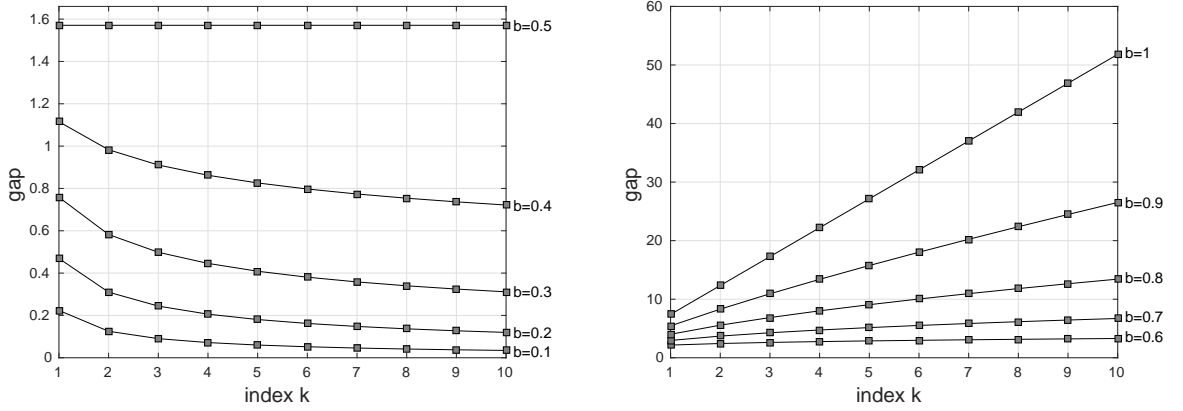 1.6
1.4
1.2
1
0.8
0.6
0.4
0.2
0
gap
b=0.5
b=0.4
b=0.3
b=0.2
b=0.1
1 2 3 4 5 6 7 8 9 10
index k
60
50
40
30
20
10
0
gap
b=1
b=0.9
b=0.8
b=0.7
b=0.6
1 2 3 4 5 6 7 8 9 10
index k